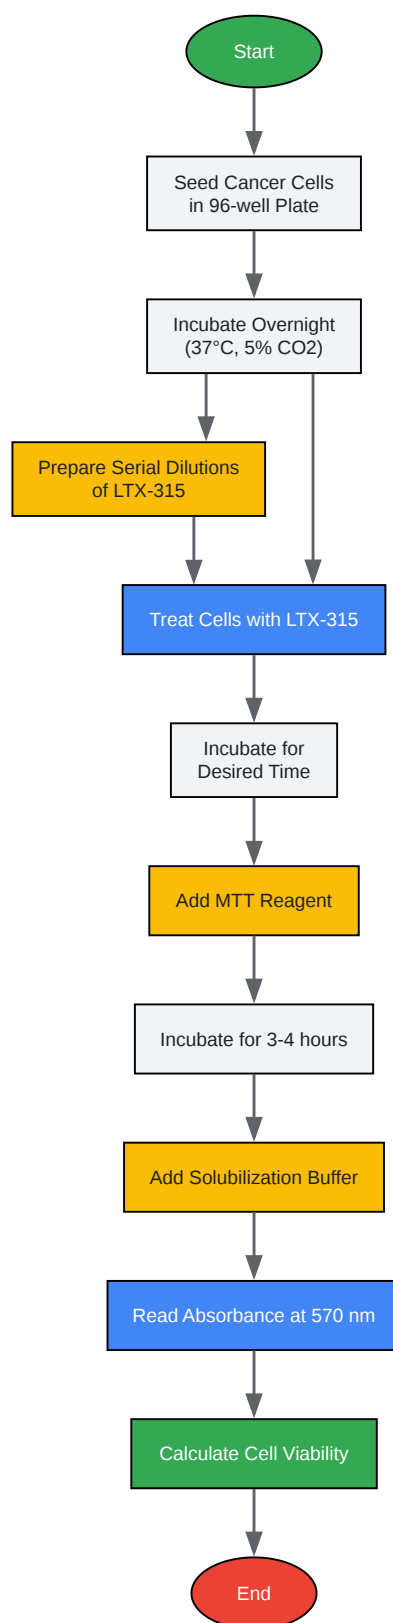 Start
Seed Cancer Cells
in 96-well Plate
Incubate Overnight
(37°C, 5% CO2)
Prepare Serial Dilutions
of LTX-315
Treat Cells with LTX-315
Incubate for
Desired Time
Add MTT Reagent
Incubate for 3-4 hours
Add Solubilization Buffer
Read Absorbance at 570 nm
Calculate Cell Viability
End